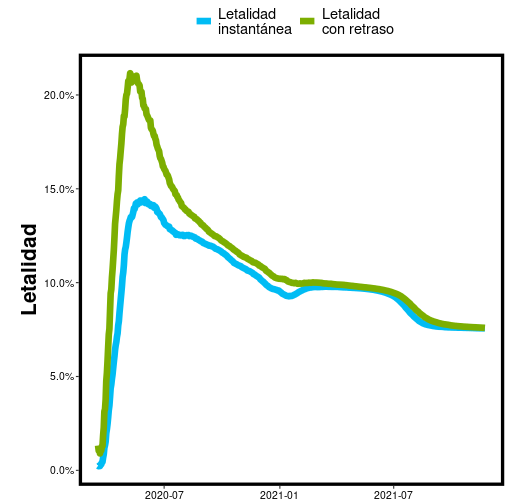 Letalidad
instantánea
Letalidad
con retraso
Letalidad
20.0%
15.0%
10.0%
5.0%
0.0%
2020-07
2021-01
2021-07